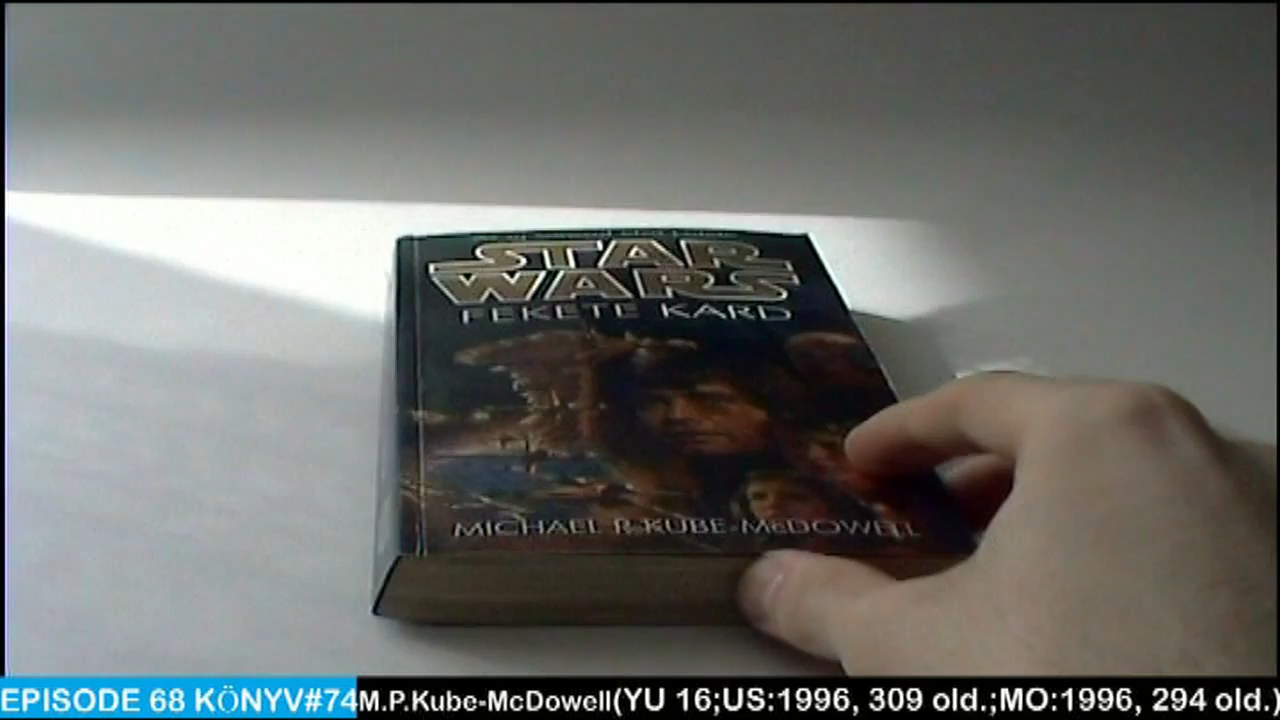 STAR
WARS
FEKETE KARD
MICHAEL P. KUBE-McDOWELL
EPISODE 68 KÖNYV#74M.P.Kube-McDowell(YU 16;US:1996, 309 old.;MO:1996, 294 old.)